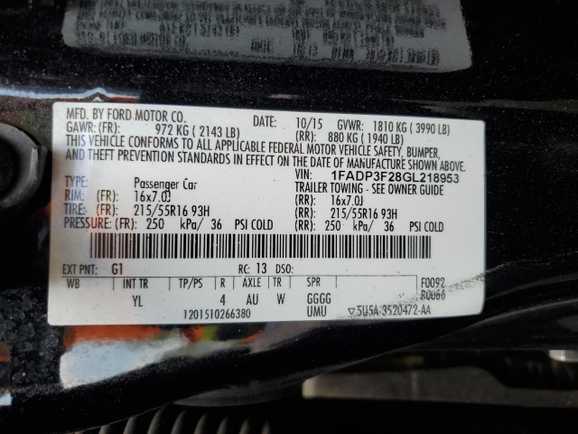 MFD. BY FORD MOTOR CO. DATE: 10/15 GVWR: 1810 KG ( 3990 LB)
GAWR: (FR): 972 KG ( 2143 LB) (RR): 880 KG ( 1940 LB)
THIS VEHICLE CONFORMS TO ALL APPLICABLE FEDERAL MOTOR VEHICLE SAFETY, BUMPER,
AND THEFT PREVENTION STANDARDS IN EFFECT ON THE DATE OF MANUFACTURE SHOWN ABOVE.
VIN: 1FADP3F28GL218953
TYPE: Passenger Car TRAILER TOWING - SEE OWNERS GUIDE
RIM: (FR) 16x7.0J (RR): 16x7.0J
TIRE: (FR): 215/55R16 93H (RR): 215/55R16 93H
PRESSURE: (FR): 250 kPa/ 36 PSI COLD (RR): 250 kPa/ 36 PSI COLD
EXT PNT: G1 RC: 13 DSO:
WB INT TR TP/PS R AXLE TR SPR F0092
R0066
YL 4 AU W GGGG
1201510266380 UMU ▽5U5A-3520472-AA